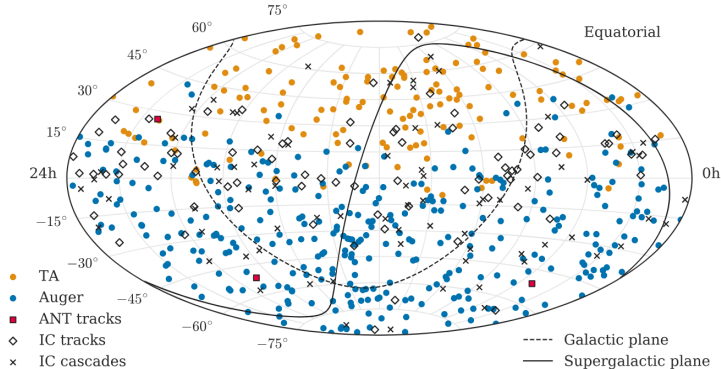 75°
60°
Equatorial
45°
30°
15°
24h
0h
−15°
−30°
−45°
−60°
−75°
TA
Auger
ANT tracks
IC tracks
IC cascades
Galactic plane
Supergalactic plane